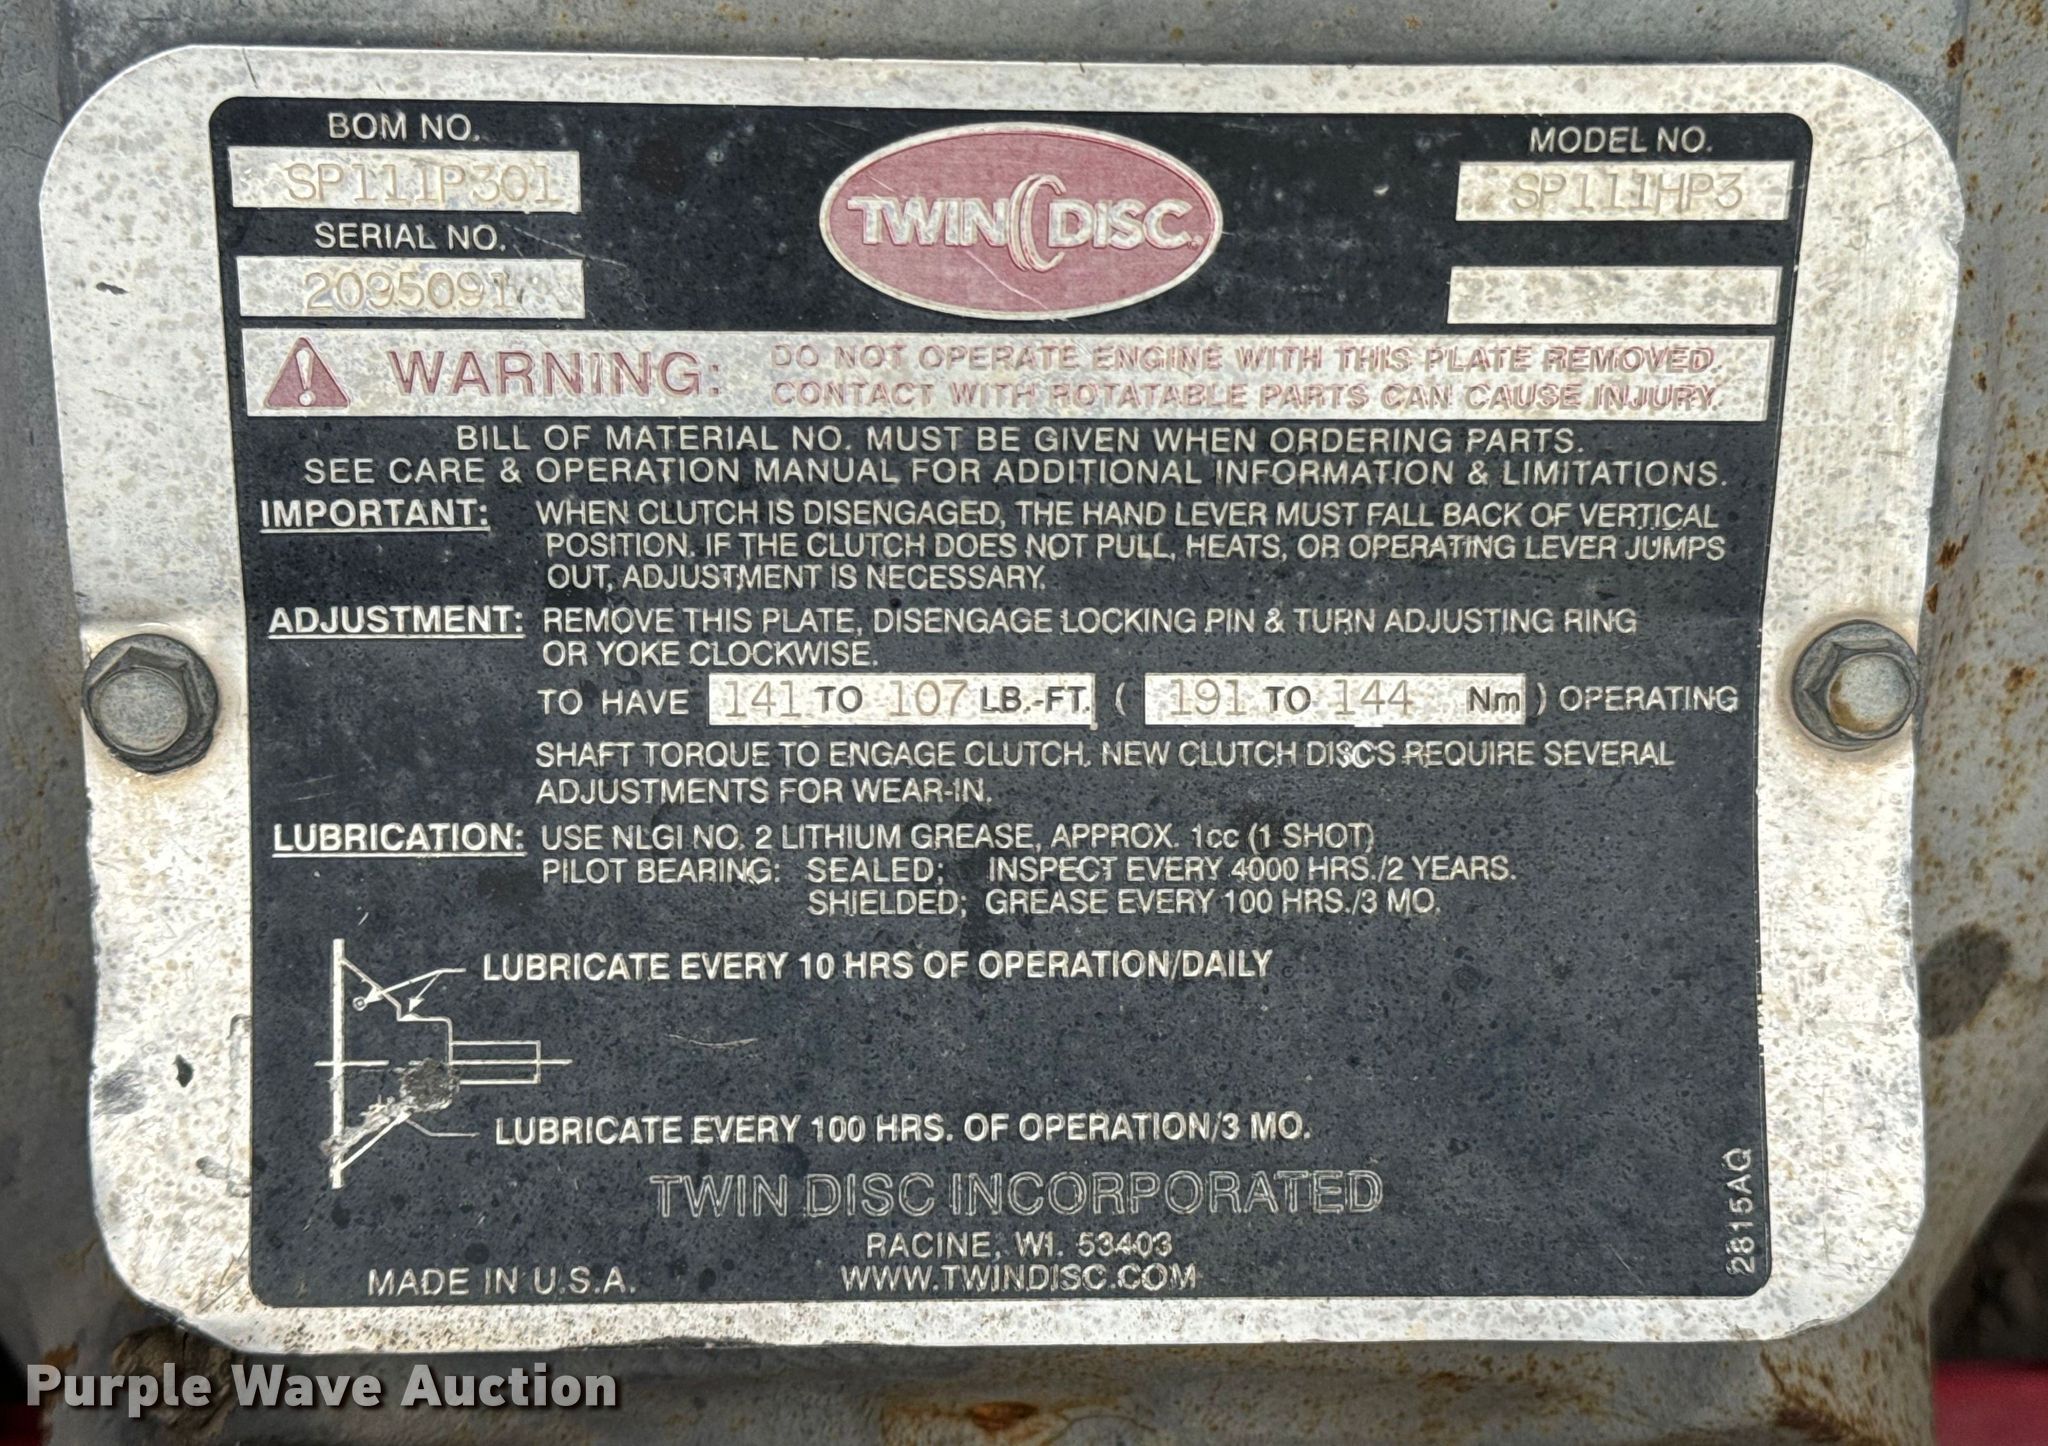 BOM NO.
SP111P301
SERIAL NO.
2095091
TWIN DISC
MODEL NO.
SP111HP3
WARNING: DO NOT OPERATE ENGINE WITH THIS PLATE REMOVED.
CONTACT WITH ROTATABLE PARTS CAN CAUSE INJURY.
BILL OF MATERIAL NO. MUST BE GIVEN WHEN ORDERING PARTS.
SEE CARE & OPERATION MANUAL FOR ADDITIONAL INFORMATION & LIMITATIONS.
IMPORTANT: WHEN CLUTCH IS DISENGAGED, THE HAND LEVER MUST FALL BACK OF VERTICAL
POSITION. IF THE CLUTCH DOES NOT PULL, HEATS, OR OPERATING LEVER JUMPS
OUT, ADJUSTMENT IS NECESSARY.
ADJUSTMENT: REMOVE THIS PLATE, DISENGAGE LOCKING PIN & TURN ADJUSTING RING
OR YOKE CLOCKWISE.
TO HAVE 141 TO 107 LB.-FT. ( 191 TO 144 Nm ) OPERATING
SHAFT TORQUE TO ENGAGE CLUTCH. NEW CLUTCH DISCS REQUIRE SEVERAL
ADJUSTMENTS FOR WEAR-IN.
LUBRICATION: USE NLGI NO. 2 LITHIUM GREASE, APPROX. 1cc (1 SHOT)
PILOT BEARING: SEALED; INSPECT EVERY 4000 HRS./2 YEARS.
SHIELDED; GREASE EVERY 100 HRS./3 MO.
LUBRICATE EVERY 10 HRS OF OPERATION/DAILY
LUBRICATE EVERY 100 HRS. OF OPERATION/3 MO.
TWIN DISC INCORPORATED
RACINE, WI. 53403
WWW.TWINDISC.COM
MADE IN U.S.A.
2815AQ
Purple Wave Auction